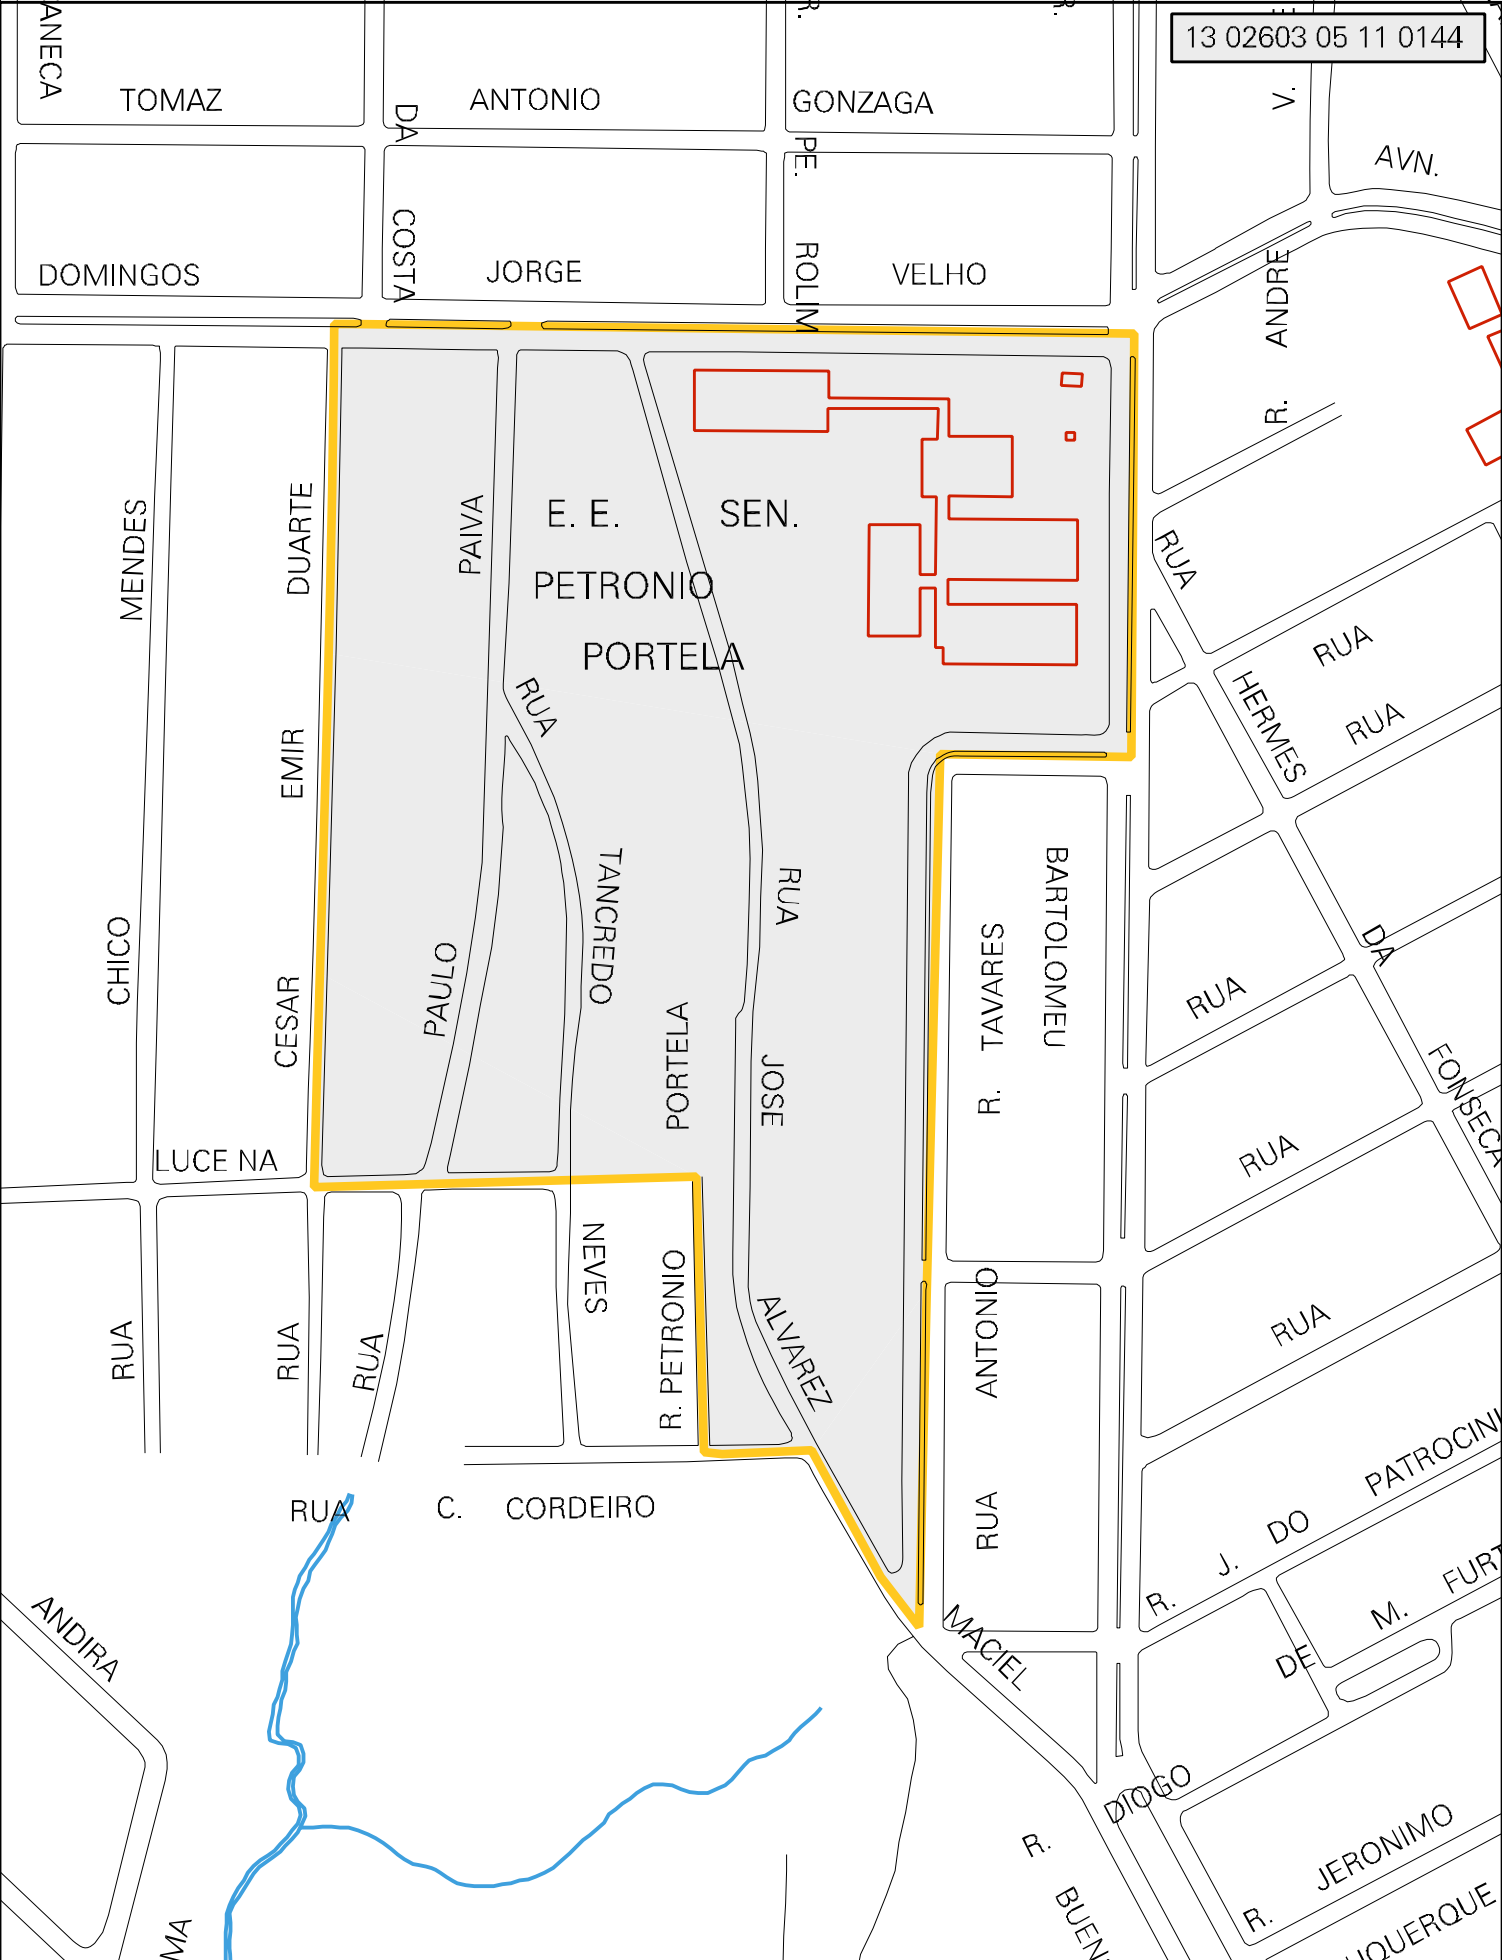 13 02603 05 11 0144
ANECA
R.
R.
V.
TOMAZ
ANTONIO
GONZAGA
DA
PE.
AVN.
COSTA
ROLIM
DOMINGOS
JORGE
VELHO
R. ANDRE
MENDES
DUARTE
PAIVA
E. E. SEN.
PETRONIO
PORTELA
RUA
RUA
RUA
RUA
HERMES
EMIR
TANCREDO
RUA
BARTOLOMEU
R. TAVARES
DA
CHICO
CESAR
PAULO
RUA
PORTELA
JOSE
FONSECA
RUA
LUCE NA
NEVES
R. PETRONIO
ALVAREZ
RUA ANTONIO
RUA
RUA
RUA
RUA
RUA C. CORDEIRO
R. J. DO PATROCINI
ANDIRA
MACIEL
DE M. FURT
R. DIOGO
R. JERONIMO
BUEN
UQUERQUE
MA